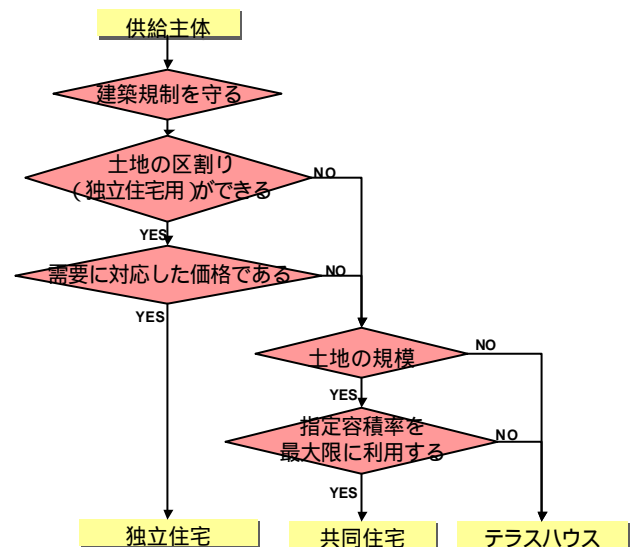 供給主体
建築規制を守る
土地の区割り
(独立住宅用)ができる
NO
YES
需要に対応した価格である
NO
YES
土地の規模
NO
YES
指定容積率を
最大限に利用する
NO
YES
独立住宅
共同住宅
テラスハウス